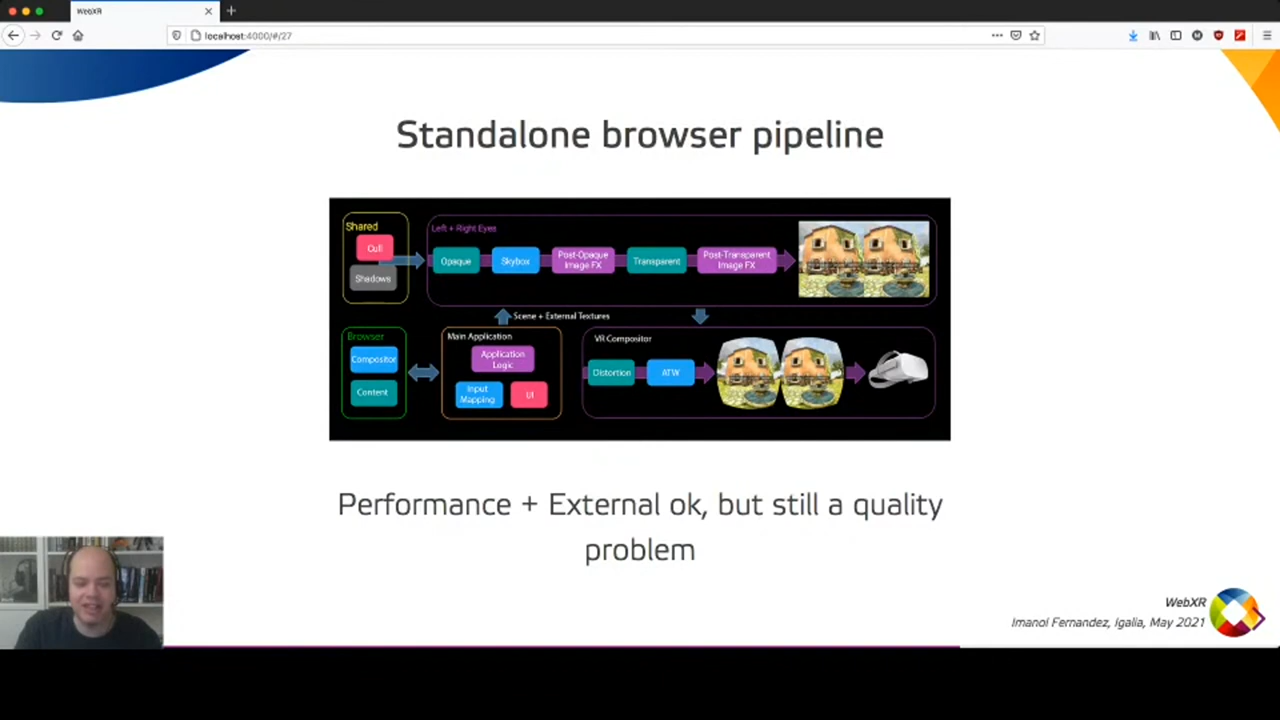 WebXR
localhost:4000/#/27
Standalone browser pipeline
Shared
Cull
Shadows
Left + Right Eyes
Opaque
Skybox
Post-Opaque
Image FX
Transparent
Post-Transparent
Image FX
Scene + External Textures
Browser
Compositor
Content
Main Application
Application
Logic
Input
Mapping
UI
VR Compositor
Distortion
ATW
Performance + External ok, but still a quality
problem
WebXR
Imanol Fernandez, Igalia, May 2021